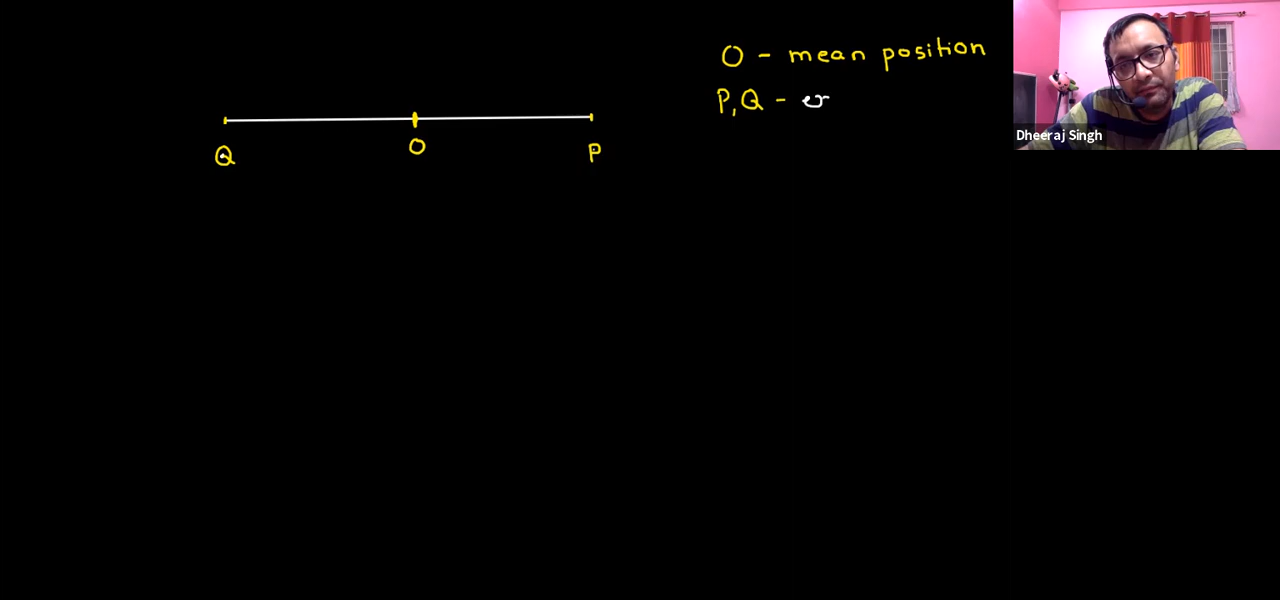 O - mean position
P, Q -
Q
O
P
Dheeraj Singh